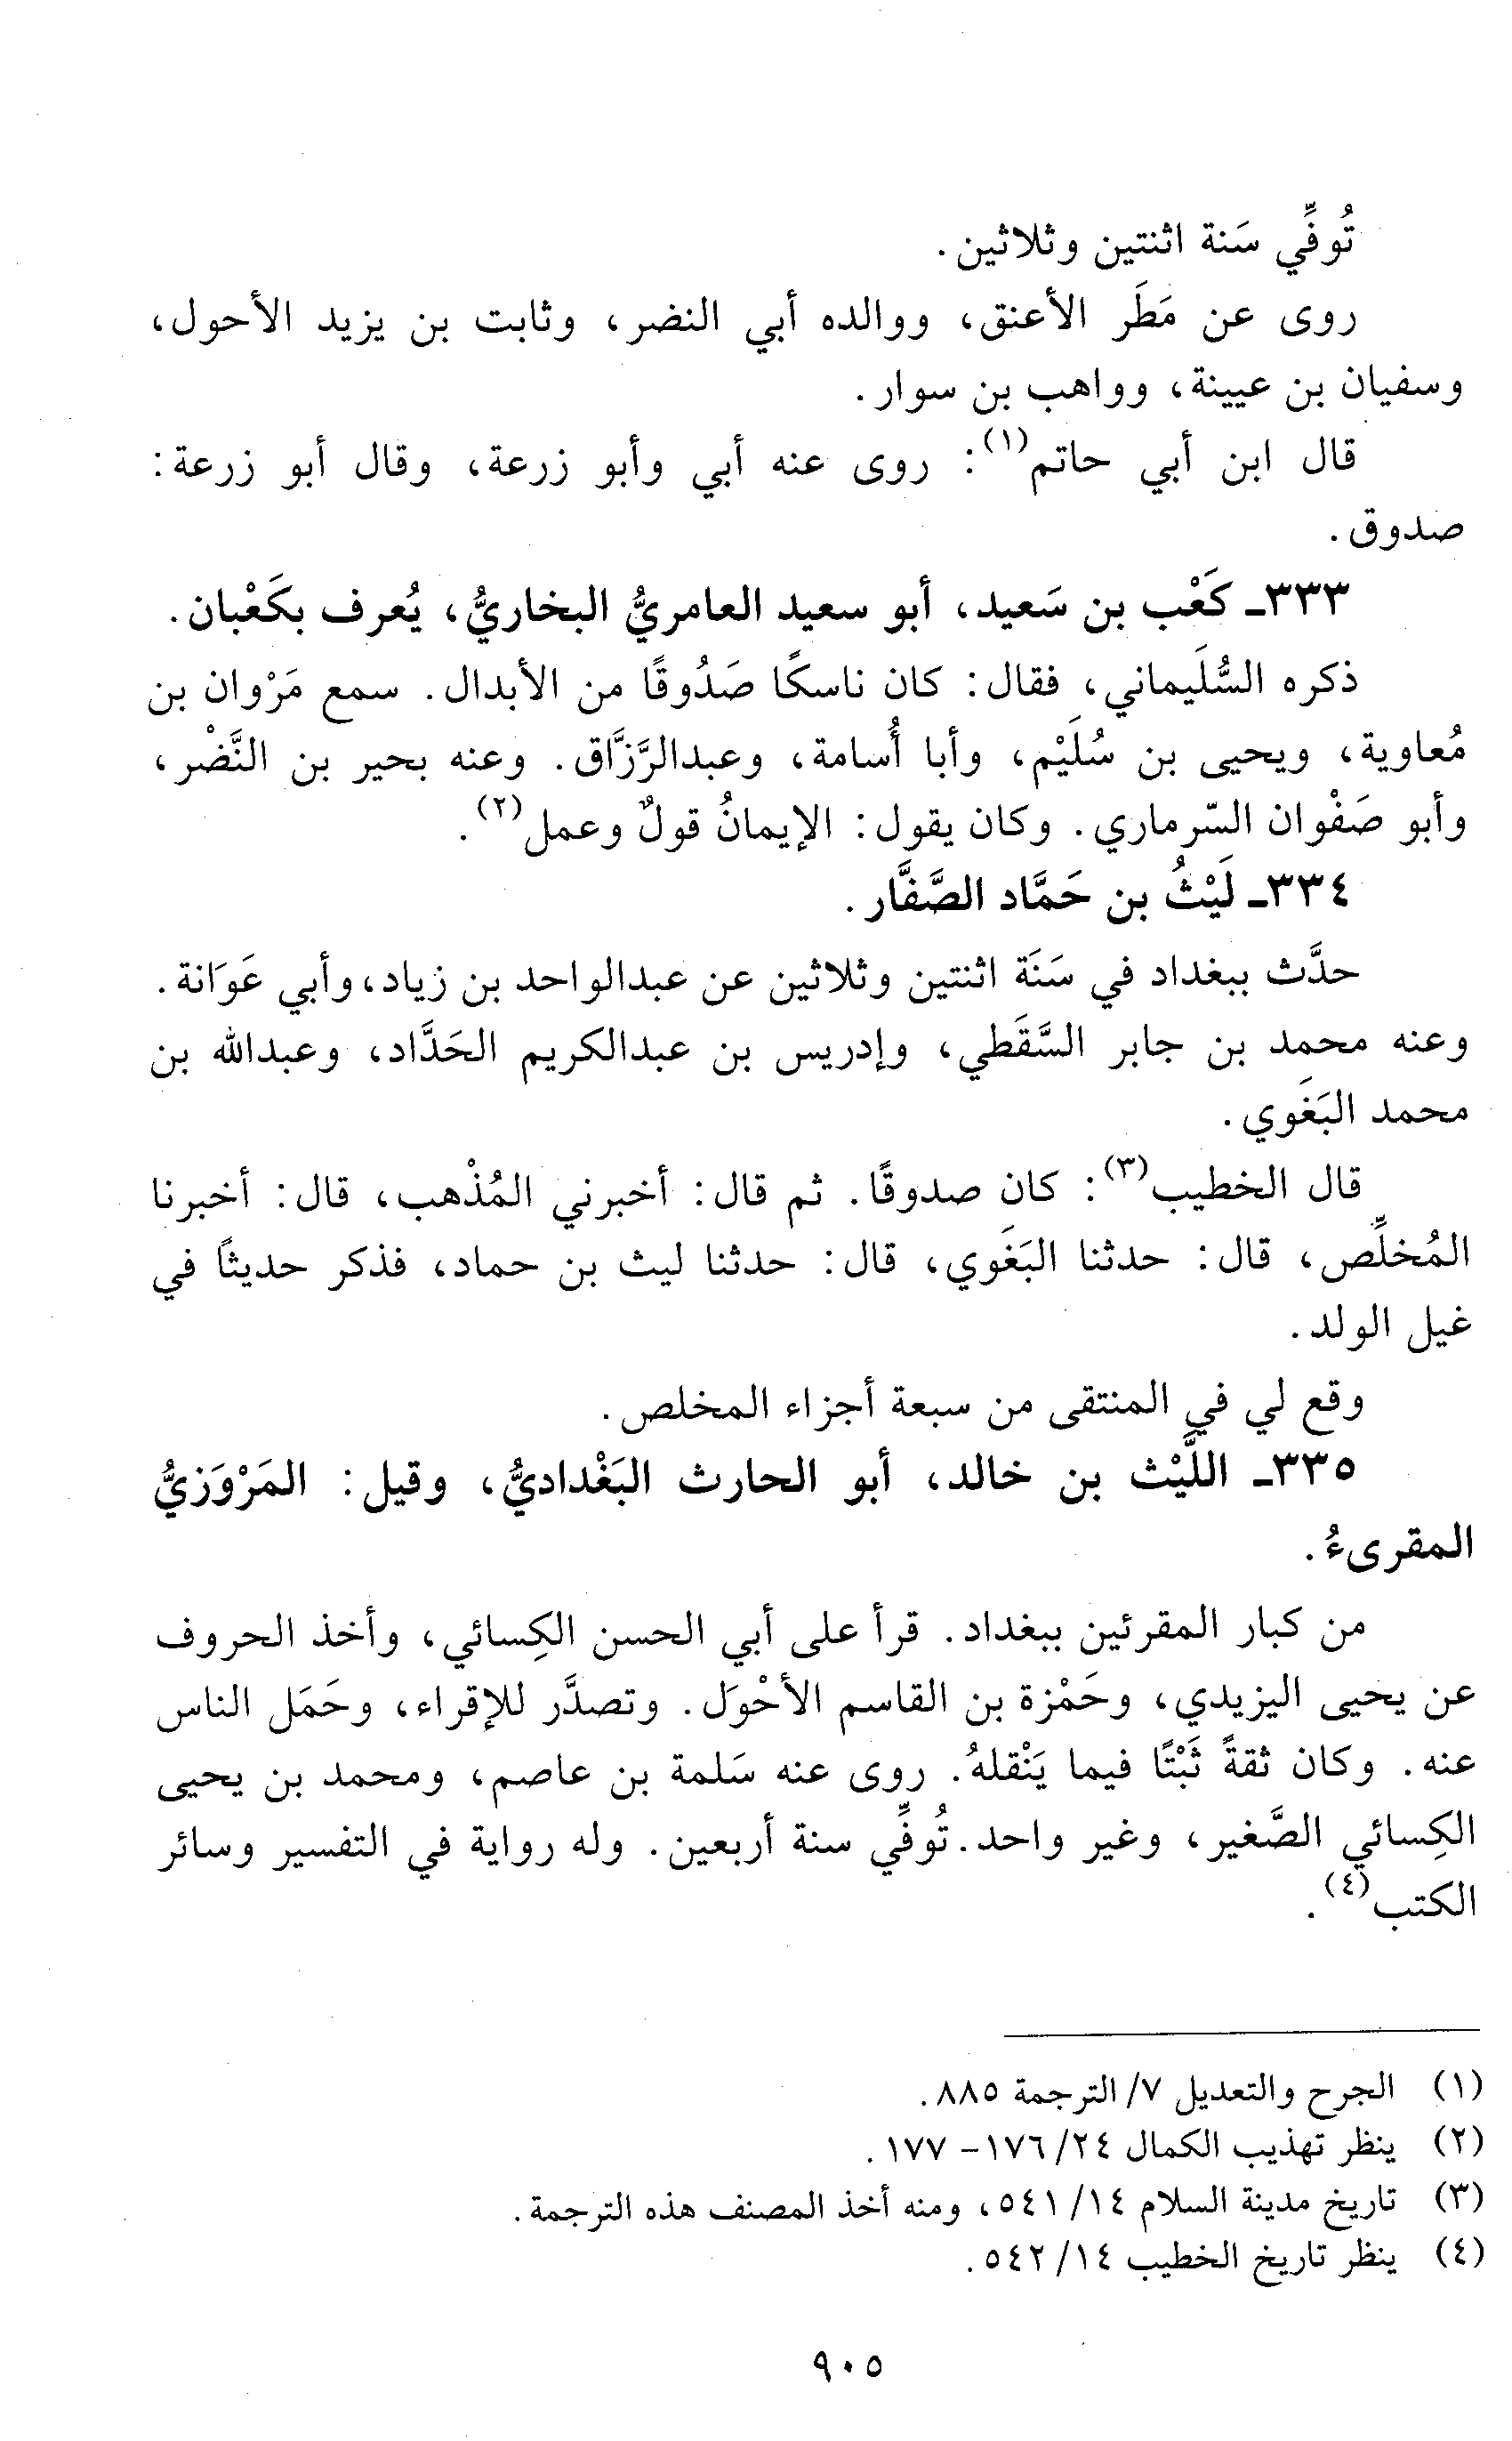 تُوفِّي سَنة اثنتين وثلاثين.
روى عن مَطَر الأعنق، ووالده أبي النضر، وثابت بن يزيد الأحول،
وسفيان بن عيينة، وواهب بن سوار.
قال ابن أبي حاتم(١): روى عنه أبي وأبو زرعة، وقال أبو زرعة:
صدوق.
٣٣٣ـ كَعْب بن سَعيد، أبو سعيد العامريُّ البخاريُّ، يُعرف بكَعْبان.
ذكره السُّلَيماني، فقال: كان ناسكًا صَدُوقًا من الأبدال. سمع مَرْوان بن
مُعاوية، ويحيى بن سُلَيْم، وأبا أُسامة، وعبدالرَّزَّاق. وعنه بحير بن النَّضْر،
وأبو صَفْوان السّرماري. وكان يقول: الإيمانُ قولٌ وعمل(٢).
٣٣٤ـ لَيْثُ بن حَمَّاد الصَّفَّار.
حدَّث ببغداد في سَنَة اثنتين وثلاثين عن عبدالواحد بن زياد، وأبي عَوَانة.
وعنه محمد بن جابر السَّقَطي، وإدريس بن عبدالكريم الحَدَّاد، وعبدالله بن
محمد البَغَوي.
قال الخطيب(٣): كان صدوقًا. ثم قال: أخبرني المُذْهب، قال: أخبرنا
المُخلِّص، قال: حدثنا البَغَوي، قال: حدثنا ليث بن حماد، فذكر حديثًا في
غيل الولد.
وقع لي في المنتقى من سبعة أجزاء المخلص.
٣٣٥ـ اللَّيْث بن خالد، أبو الحارث البَغْداديُّ، وقيل: المَرْوَزيُّ
المقرىءُ.
من كبار المقرئين ببغداد. قرأ على أبي الحسن الكِسائي، وأخذ الحروف
عن يحيى اليزيدي، وحَمْزة بن القاسم الأحْوَل. وتصدَّر للإقراء، وحَمَل الناس
عنه. وكان ثقةً ثَبْتًا فيما يَنْقلهُ. روى عنه سَلمة بن عاصم، ومحمد بن يحيى
الكِسائي الصَّغير، وغير واحد. تُوفِّي سنة أربعين. وله رواية في التفسير وسائر
الكتب(٤).
(١) الجرح والتعديل ٧/ الترجمة ٨٨٥.
(٢) ينظر تهذيب الكمال ٢٤/ ١٧٦ - ١٧٧.
(٣) تاريخ مدينة السلام ١٤/ ٥٤١، ومنه أخذ المصنف هذه الترجمة.
(٤) ينظر تاريخ الخطيب ١٤/ ٥٤٢.
٩٠٥